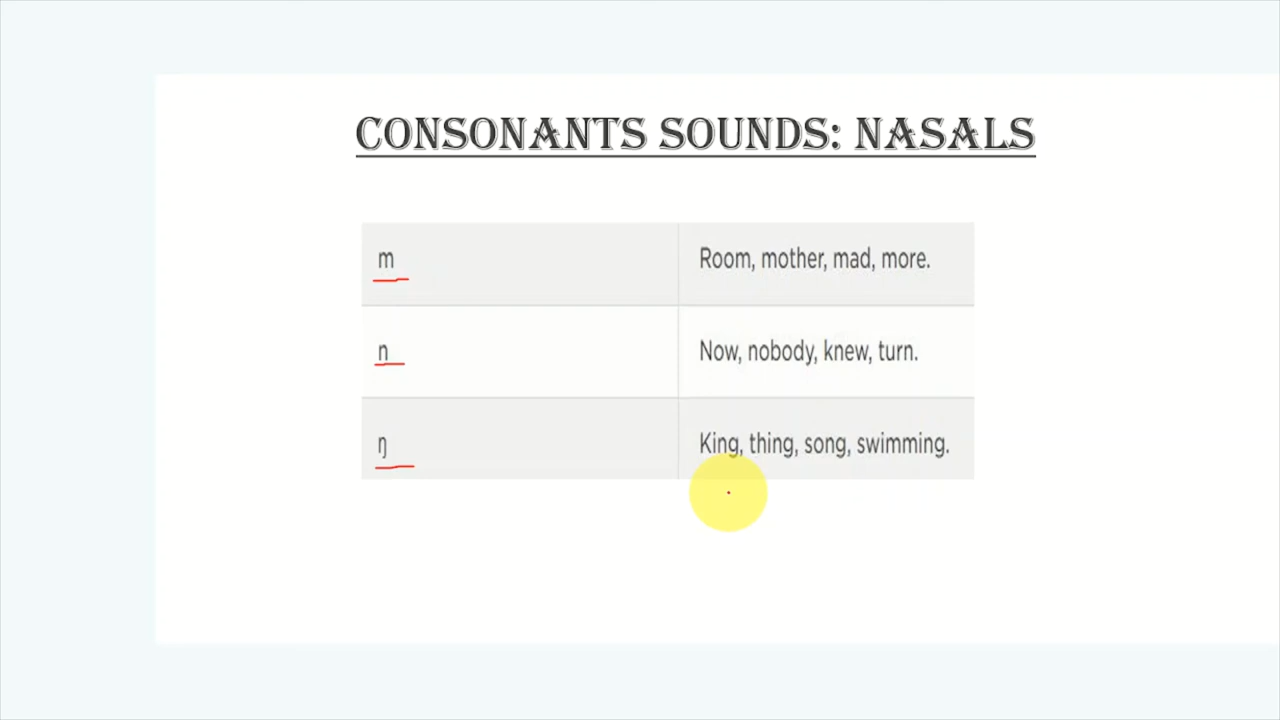 CONSONANTS SOUNDS: NASALS
m Room, mother, mad, more.
n Now, nobody, knew, turn.
ŋ King, thing, song, swimming.